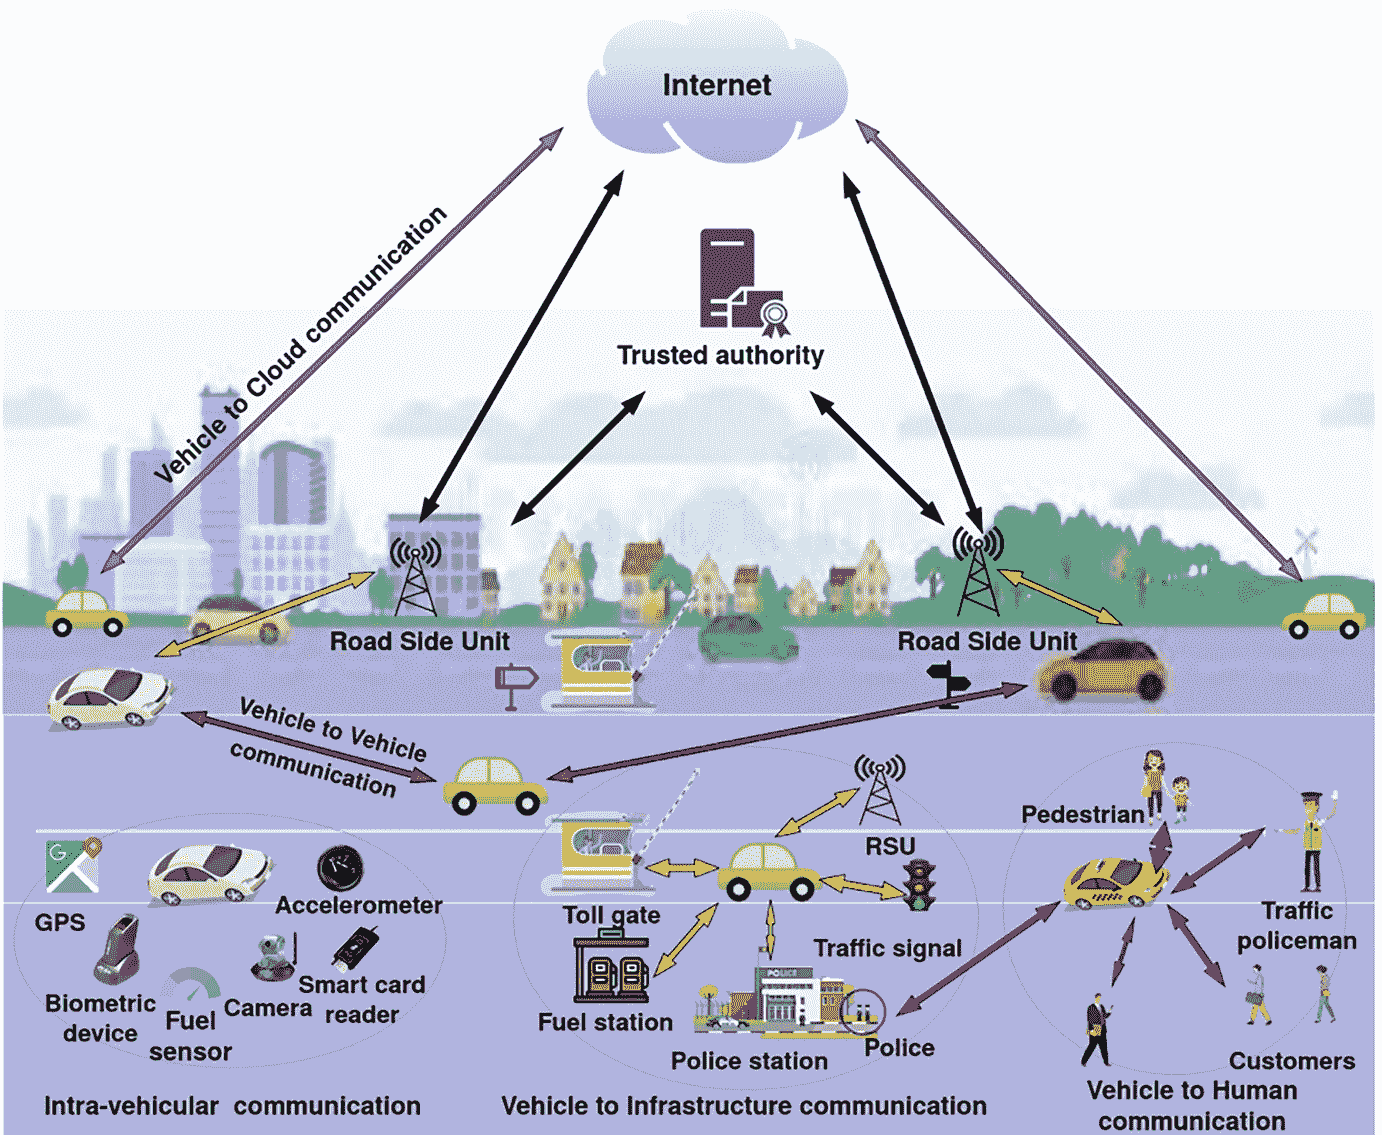 Internet
Vehicle to Cloud communication
Trusted authority
Road Side Unit
Road Side Unit
Vehicle to Vehicle
communication
Pedestrian
RSU
G
GPS
Accelerometer
Toll gate
Traffic
policeman
Traffic signal
POLICE
Biometric
device
Fuel
sensor
Camera
Smart card
reader
Fuel station
Police station
Police
Customers
Intra-vehicular communication
Vehicle to Infrastructure communication
Vehicle to Human
communication